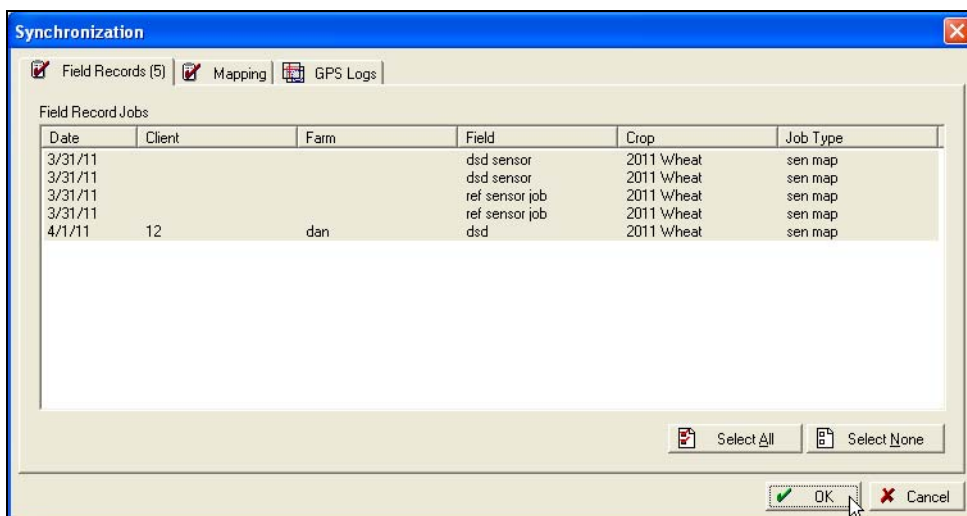 Synchronization
Field Records (5) Mapping GPS Logs
Field Record Jobs
Date Client Farm Field Crop Job Type
3/31/11 dsd sensor 2011 Wheat sen map
3/31/11 dsd sensor 2011 Wheat sen map
3/31/11 ref sensor job 2011 Wheat sen map
3/31/11 ref sensor job 2011 Wheat sen map
4/1/11 12 dan dsd 2011 Wheat sen map
Select All Select None
OK Cancel